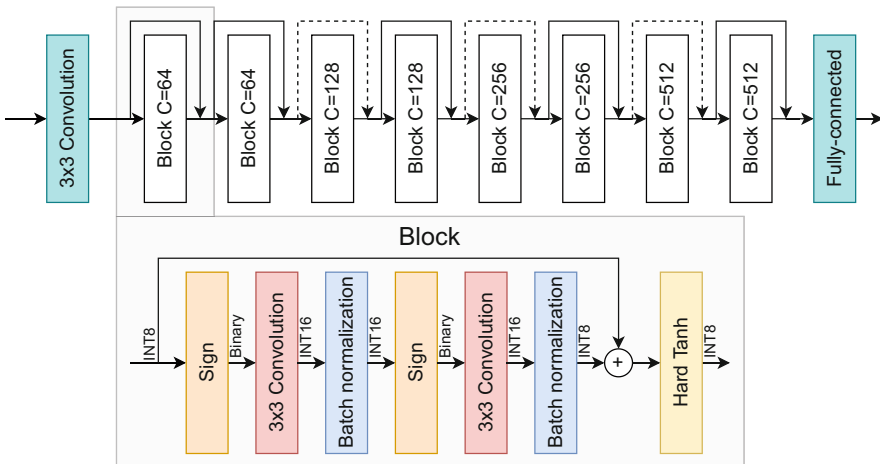 3x3 Convolution
Block C=64
Block C=64
Block C=128
Block C=128
Block C=256
Block C=256
Block C=512
Block C=512
Fully-connected
Block
INT8
Sign
Binary
3x3 Convolution
INT16
Batch normalization
INT16
Sign
Binary
3x3 Convolution
INT16
Batch normalization
INT8
+
Hard Tanh
INT8